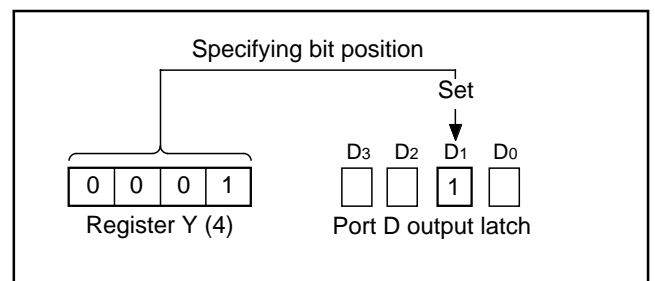 Specifying bit position
Set
D3 D2 D1 D0
0 0 0 1 1
Register Y (4) Port D output latch